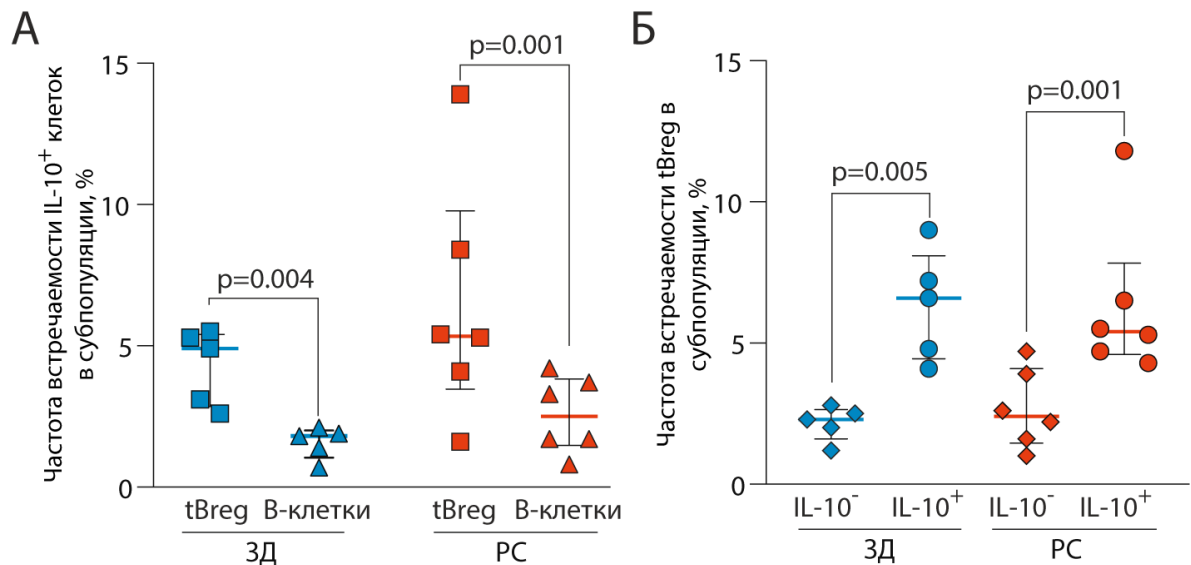 А
Частота встречаемости IL-10⁺ клеток
в субпопуляции, %
15
10
5
0
p=0.004
p=0.001
tBreg
В-клетки
tBreg
В-клетки
ЗД
РС
Б
Частота встречаемости tBreg в
субпопуляции, %
15
10
5
0
p=0.005
p=0.001
IL-10⁻
IL-10⁺
IL-10⁻
IL-10⁺
ЗД
РС